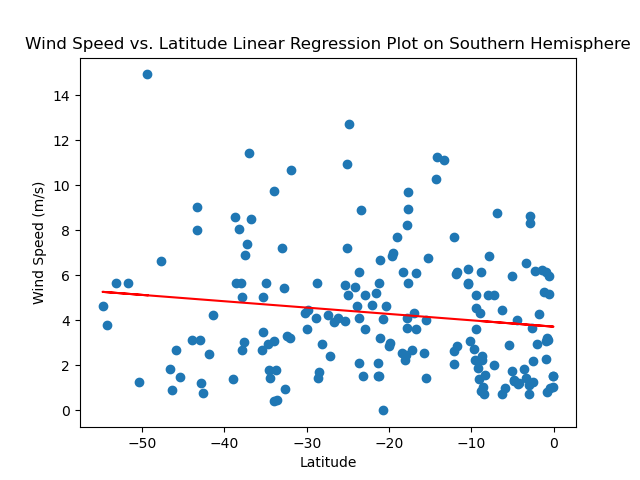 Wind Speed vs. Latitude Linear Regression Plot on Southern Hemisphere
14
12
10
8
6
4
2
0
Wind Speed (m/s)
−50 −40 −30 −20 −10 0
Latitude